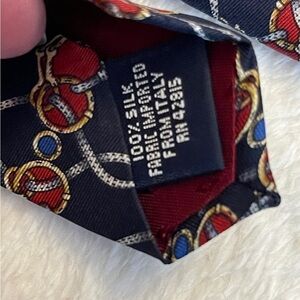 100% SILK
FABRIC IMPORTED
FROM ITALY
RN 42815